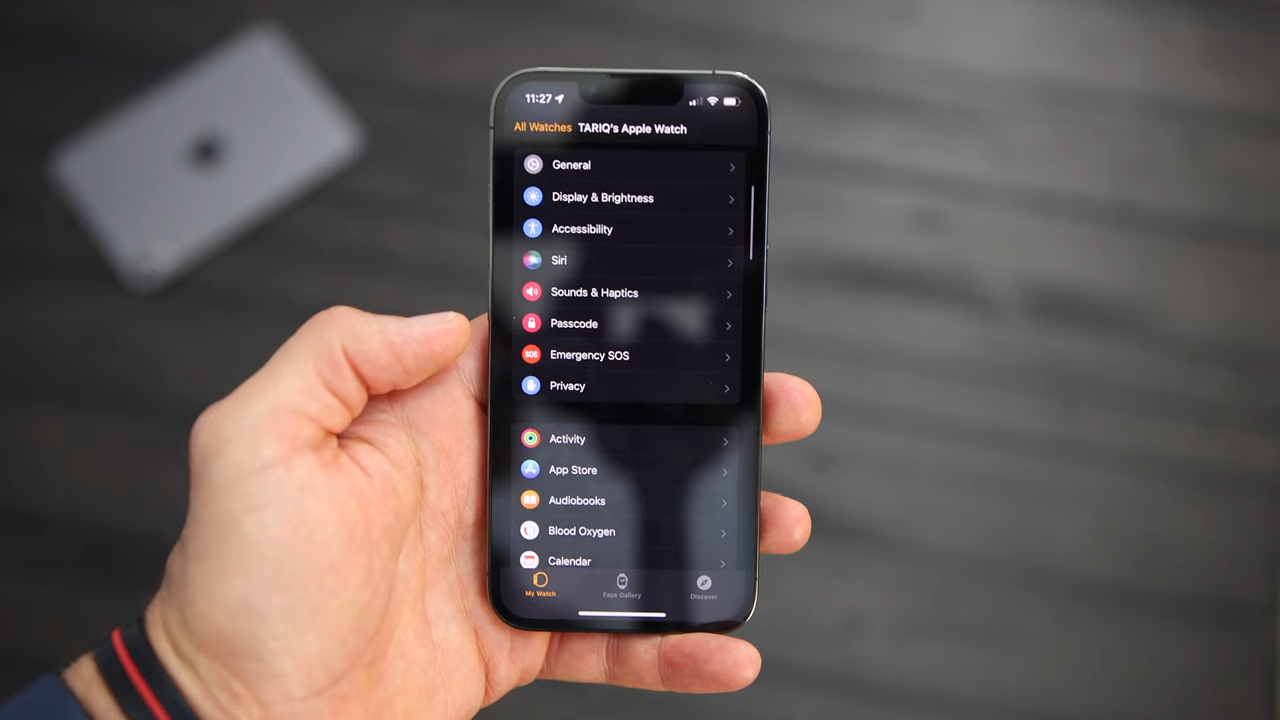 11:27
All Watches TARIQ's Apple Watch
General
Display & Brightness
Accessibility
Siri
Sounds & Haptics
Passcode
SOS Emergency SOS
Privacy
Activity
App Store
Audiobooks
Blood Oxygen
Calendar
My Watch Face Gallery Discover